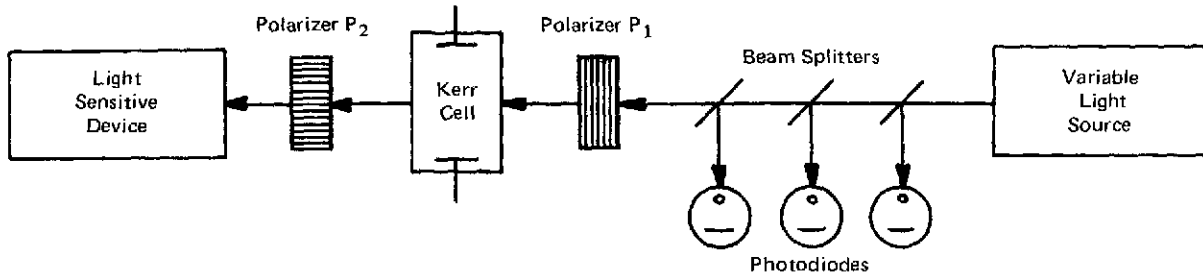 Polarizer P2
Polarizer P1
Beam Splitters
Light
Sensitive
Device
Kerr
Cell
Variable
Light
Source
Photodiodes